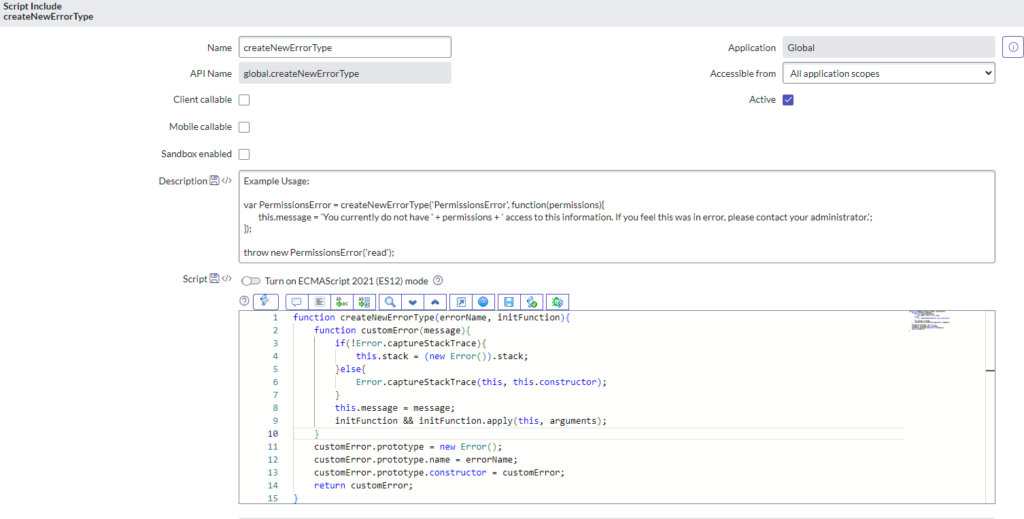 Script Include
createNewErrorType
Name createNewErrorType Application Global
API Name global.createNewErrorType Accessible from All application scopes
Client callable Active
Mobile callable
Sandbox enabled
Description </> Example Usage:
var PermissionsError = createNewErrorType('PermissionsError', function(permissions){
this.message = 'You currently do not have ' + permissions + ' access to this information. If you feel this was in error, please contact your administrator.';
});
throw new PermissionsError('read');
Script </> Turn on ECMAScript 2021 (ES12) mode
1 function createNewErrorType(errorName, initFunction){
2 function customError(message){
3 if(!Error.captureStackTrace){
4 this.stack = (new Error()).stack;
5 }else{
6 Error.captureStackTrace(this, this.constructor);
7 }
8 this.message = message;
9 initFunction && initFunction.apply(this, arguments);
10 }
11 customError.prototype = new Error();
12 customError.prototype.name = errorName;
13 customError.prototype.constructor = customError;
14 return customError;
15 }